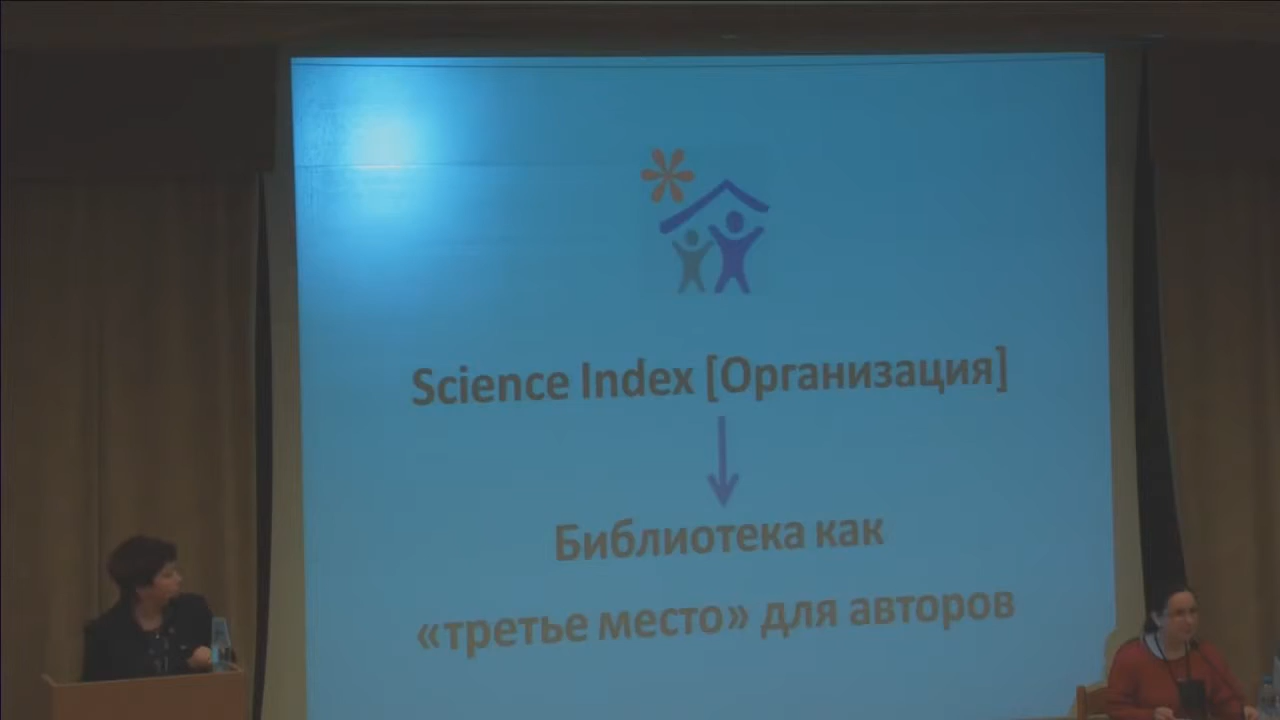 Science Index [Организация]
Библиотека как
«третье место» для авторов